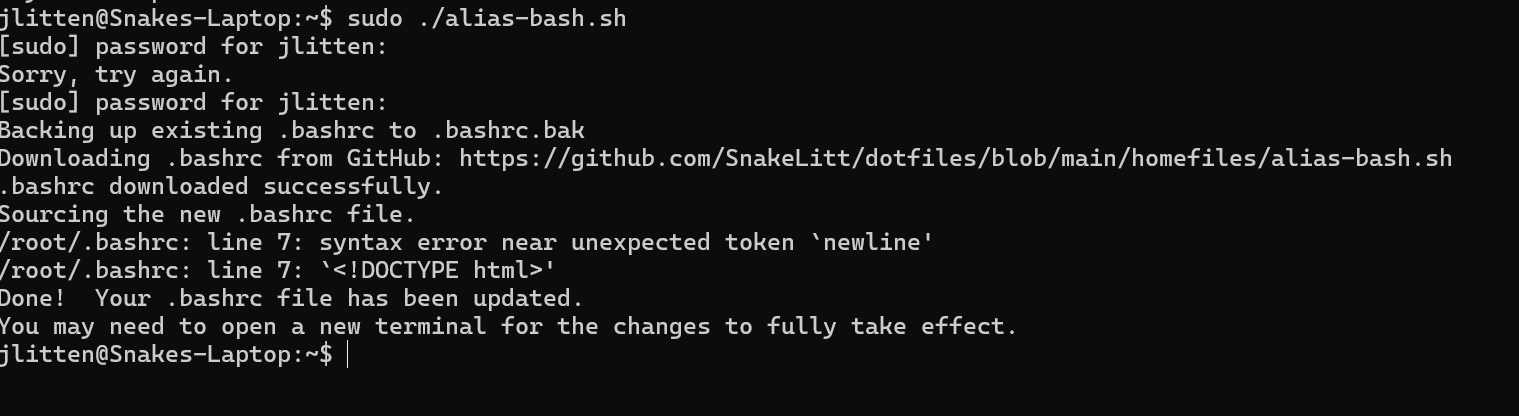 jlitten@Snakes-Laptop:~$ sudo ./alias-bash.sh
[sudo] password for jlitten:
Sorry, try again.
[sudo] password for jlitten:
Backing up existing .bashrc to .bashrc.bak
Downloading .bashrc from GitHub: https://github.com/SnakeLitt/dotfiles/blob/main/homefiles/alias-bash.sh
.bashrc downloaded successfully.
Sourcing the new .bashrc file.
/root/.bashrc: line 7: syntax error near unexpected token `newline'
/root/.bashrc: line 7: `<!DOCTYPE html>'
Done!  Your .bashrc file has been updated.
You may need to open a new terminal for the changes to fully take effect.
jlitten@Snakes-Laptop:~$